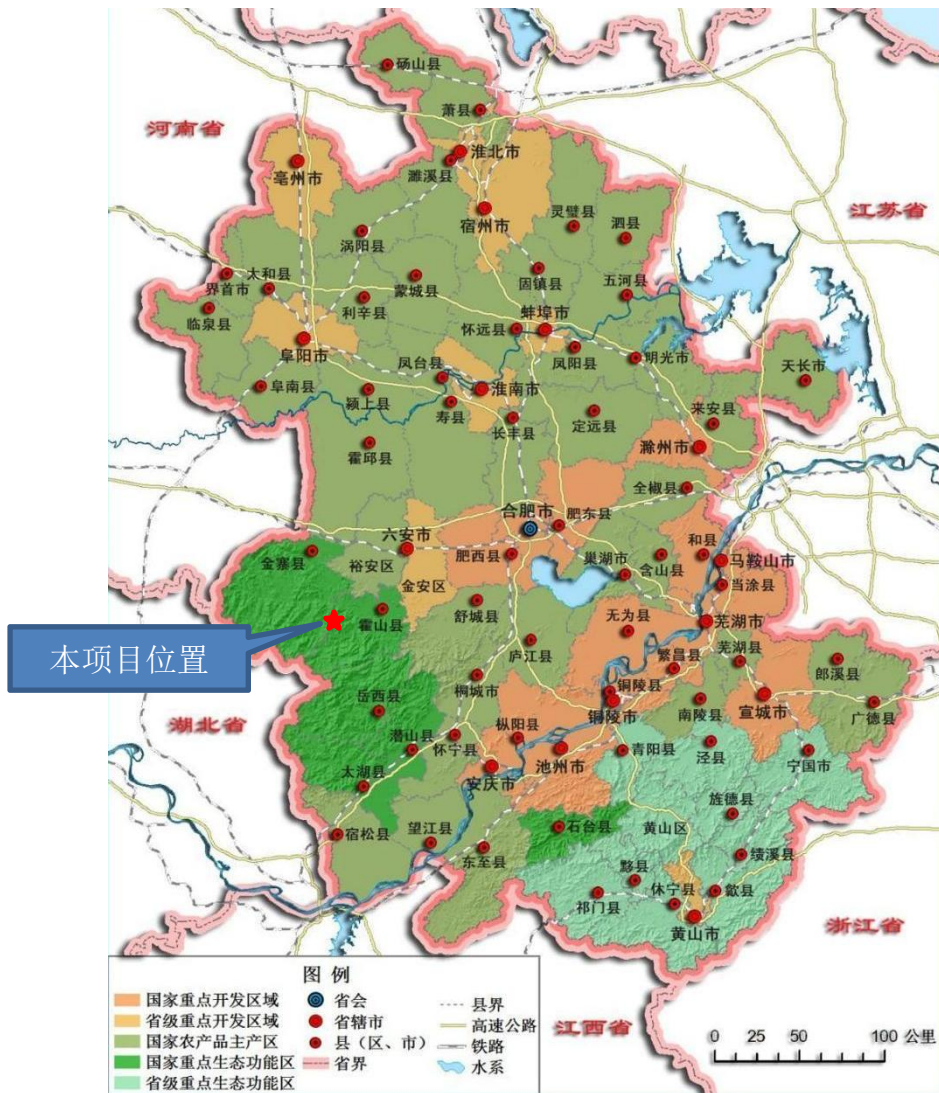 砀山县
萧县
河南省
淮北市
亳州市
濉溪县
灵璧县
泗县
江苏省
宿州市
涡阳县
太和县
固镇县
界首市
蒙城县
五河县
临泉县
利辛县
怀远县
蚌埠市
阜阳市
凤台县
凤阳县
明光市
天长市
阜南县
颍上县
淮南市
寿县
来安县
长丰县
定远县
滁州市
霍邱县
全椒县
合肥市
肥东县
六安市
肥西县
和县
金寨县
裕安区
巢湖市
含山县
马鞍山市
金安区
当涂县
舒城县
无为县
芜湖市
霍山县
本项目位置
庐江县
繁昌县
芜湖县
郎溪县
桐城市
铜陵县
岳西县
铜陵市
南陵县
宣城市
广德县
湖北省
潜山县
枞阳县
怀宁县
青阳县
泾县
宁国市
太湖县
安庆市
池州市
旌德县
宿松县
望江县
石台县
黄山区
东至县
绩溪县
黟县
休宁县
歙县
祁门县
黄山市
浙江省
图 例
国家重点开发区域
省会
县界
省级重点开发区域
省辖市
高速公路
江西省
0 50 100 公里
国家农产品主产区
县（区、市）
铁路
国家重点生态功能区
省界
水系
省级重点生态功能区